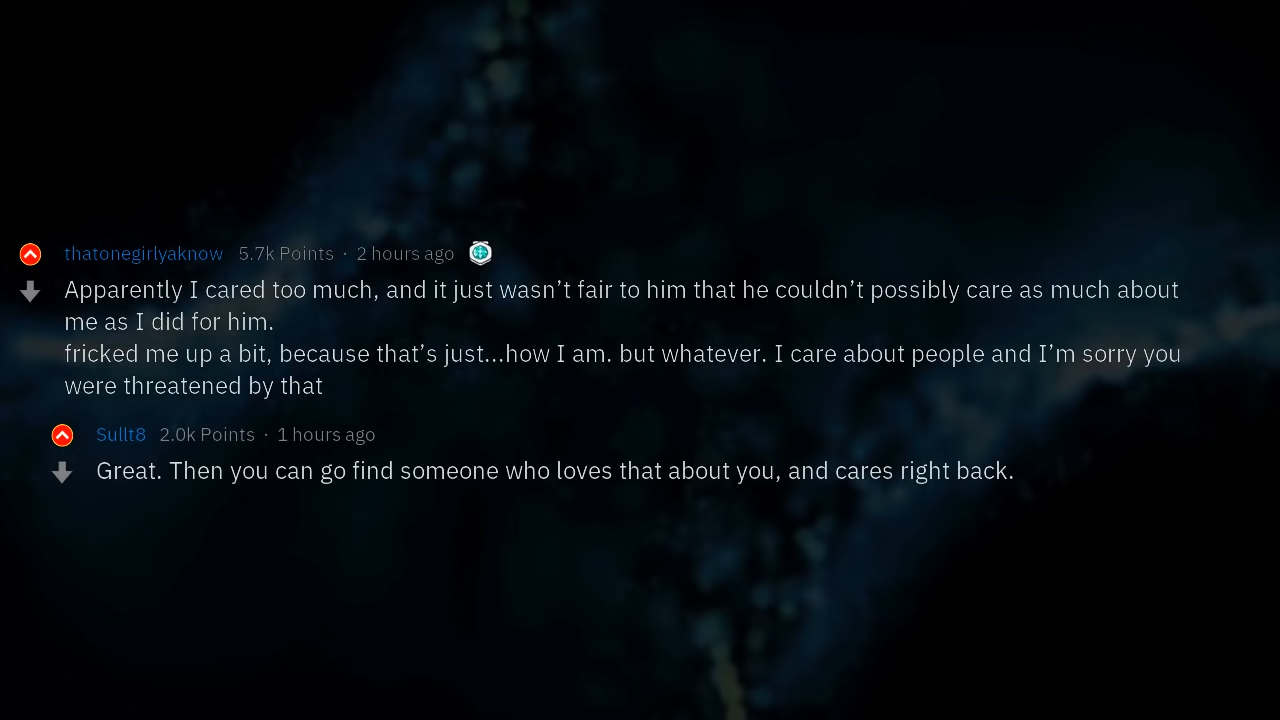 thatonegirlyaknow 5.7k Points · 2 hours ago
Apparently I cared too much, and it just wasn’t fair to him that he couldn’t possibly care as much about
me as I did for him.
fricked me up a bit, because that’s just...how I am. but whatever. I care about people and I’m sorry you
were threatened by that
Sullt8 2.0k Points · 1 hours ago
Great. Then you can go find someone who loves that about you, and cares right back.